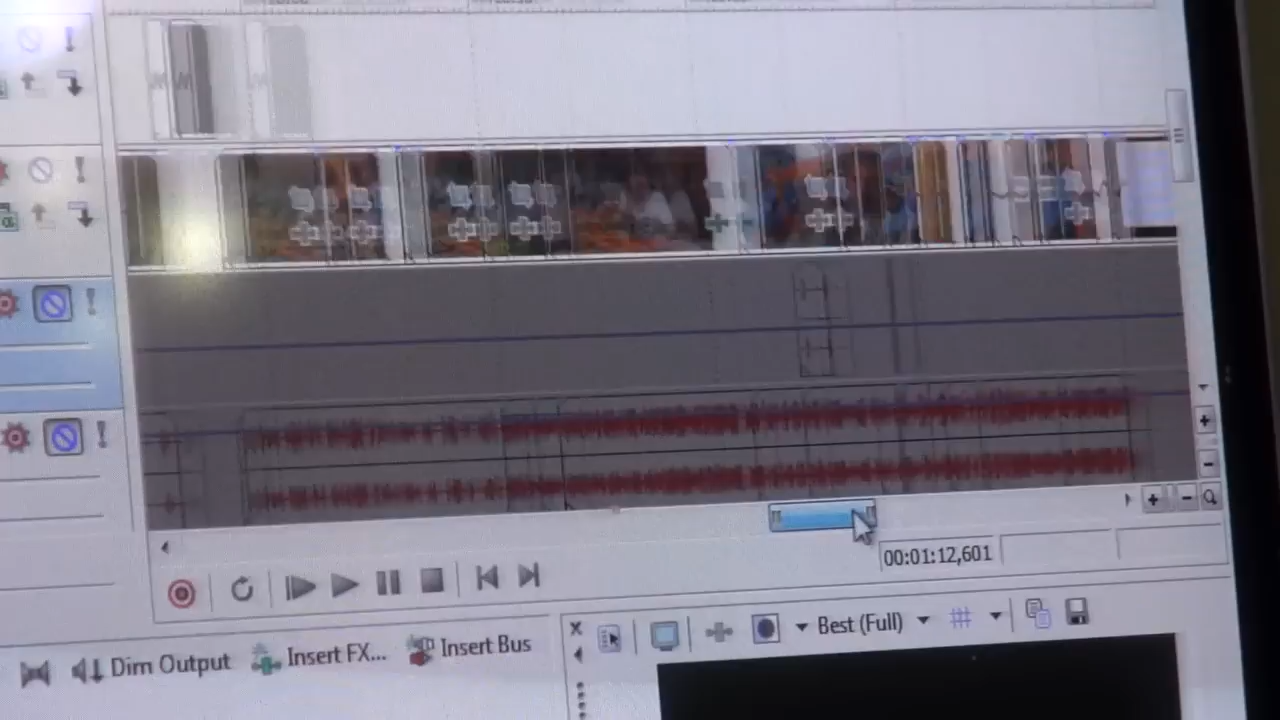 00:01:12,601
Best (Full)
Dim Output
Insert FX...
Insert Bus